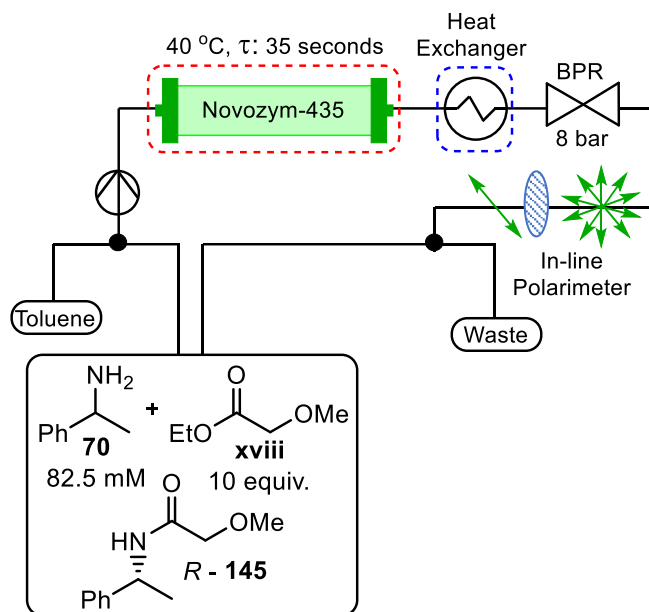 40 °C, τ: 35 seconds
Heat
Exchanger
Novozym-435
BPR
8 bar
In-line
Polarimeter
Toluene
Waste
NH2
Ph
70
82.5 mM
+
O
EtO
OMe
xviii
10 equiv.
O
HN
OMe
Ph
R - 145